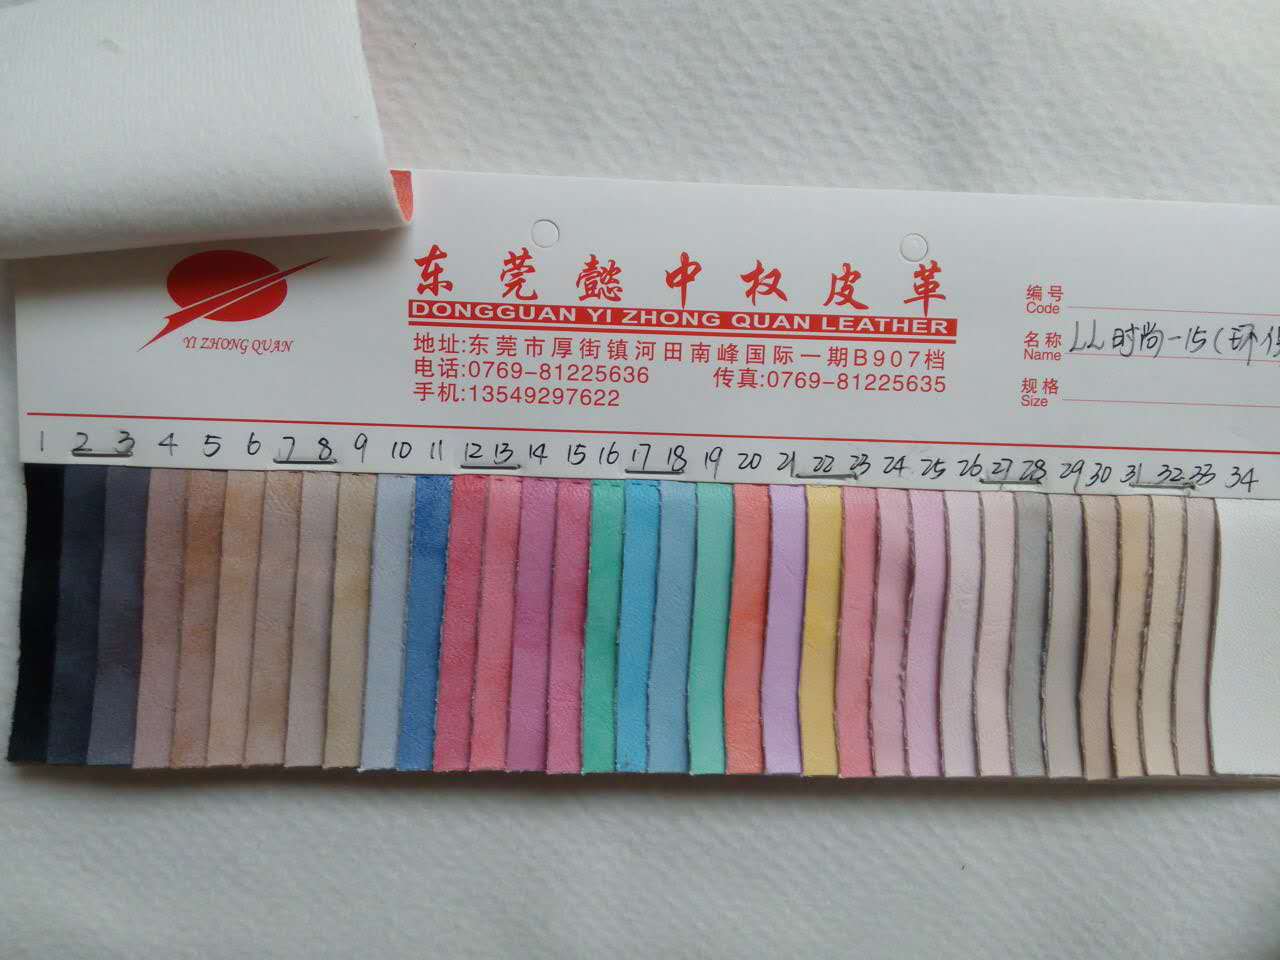 东莞懿中权皮革
DONGGUAN YI ZHONG QUAN LEATHER
YI ZHONG QUAN
地址:东莞市厚街镇河田南峰国际一期B907档
电话:0769-81225636 传真:0769-81225635
手机:13549297622
编号
Code
名称 LL时尚-15(环保
Name
规格
Size
1 2 3 4 5 6 7 8 9 10 11 12 13 14 15 16 17 18 19 20 21 22 23 24 25 26 27 28 29 30 31 32 33 34